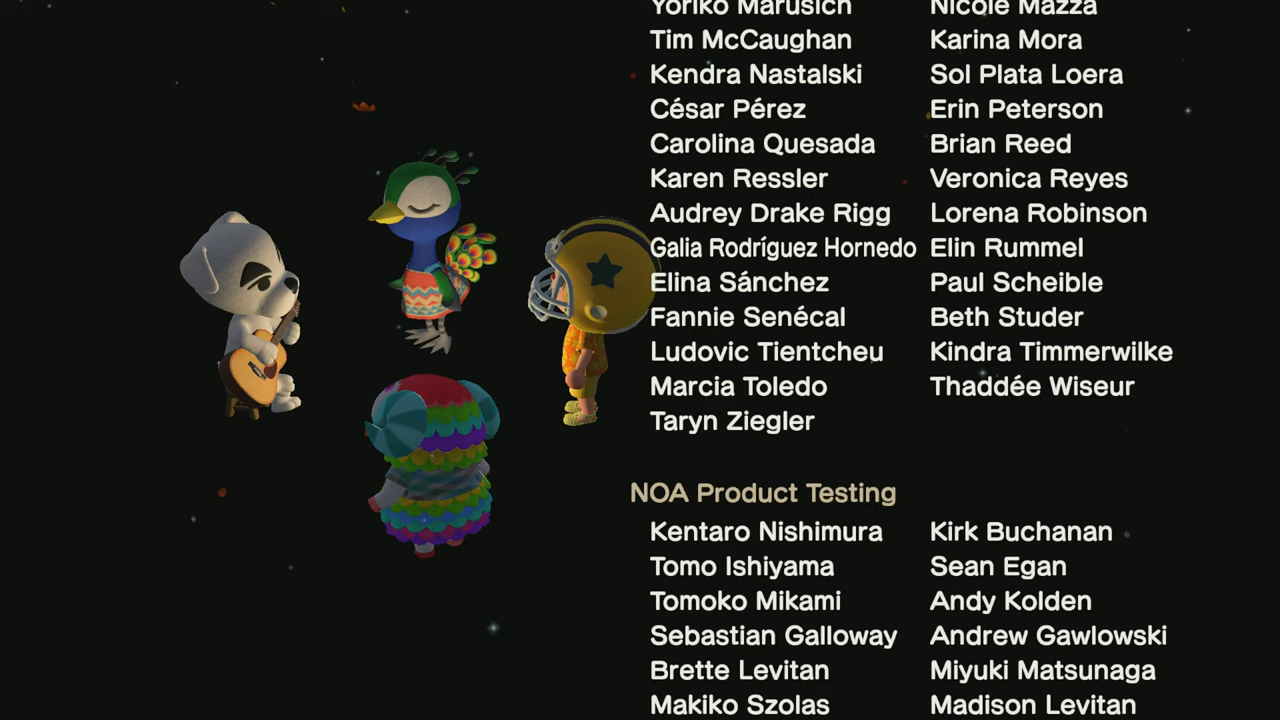 Yoriko Marusich Nicole Mazza
Tim McCaughan Karina Mora
Kendra Nastalski Sol Plata Loera
César Pérez Erin Peterson
Carolina Quesada Brian Reed
Karen Ressler Veronica Reyes
Audrey Drake Rigg Lorena Robinson
Galia Rodríguez Hornedo Elin Rummel
Elina Sánchez Paul Scheible
Fannie Senécal Beth Studer
Ludovic Tientcheu Kindra Timmerwilke
Marcia Toledo Thaddée Wiseur
Taryn Ziegler
NOA Product Testing
Kentaro Nishimura Kirk Buchanan
Tomo Ishiyama Sean Egan
Tomoko Mikami Andy Kolden
Sebastian Galloway Andrew Gawlowski
Brette Levitan Miyuki Matsunaga
Makiko Szolas Madison Levitan